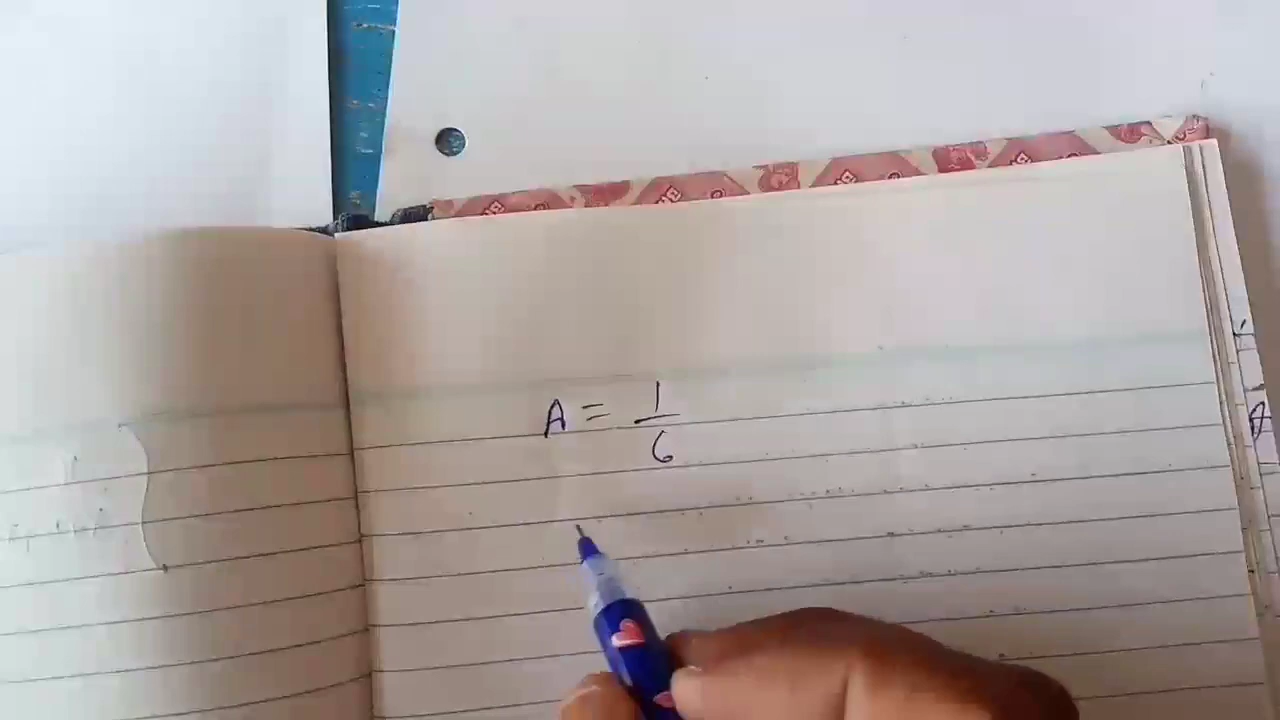 A = 1/6